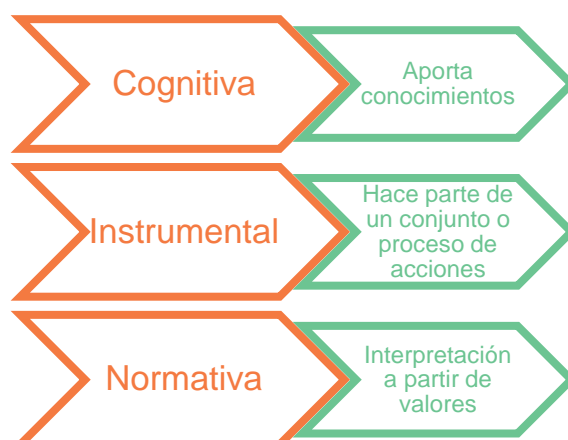 Cognitiva
Aporta
conocimientos
Instrumental
Hace parte de
un conjunto o
proceso de
acciones
Normativa
Interpretación
a partir de
valores